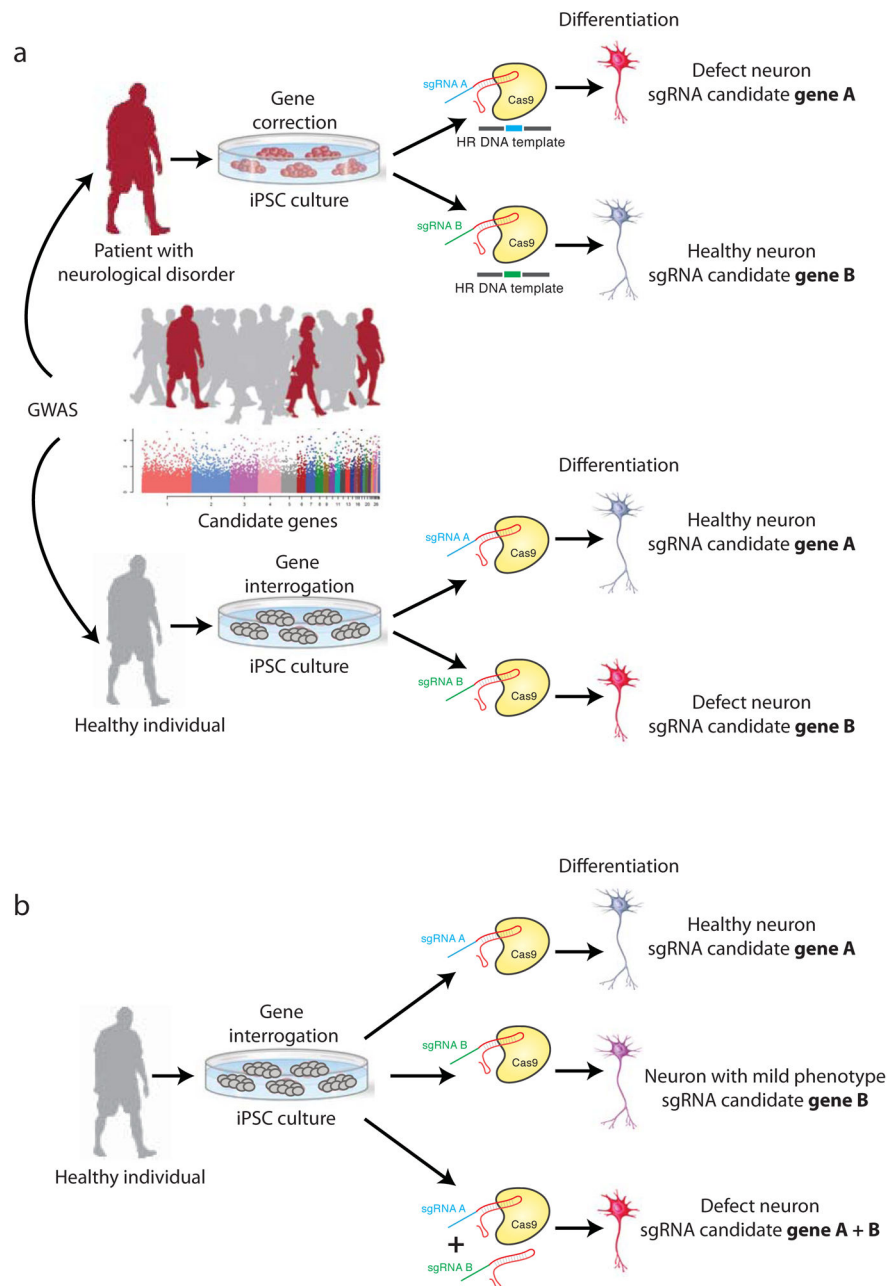 a
Differentiation
Gene
correction
iPSC culture
Patient with
neurological disorder
sgRNA A
Cas9
HR DNA template
Defect neuron
sgRNA candidate gene A
sgRNA B
Cas9
HR DNA template
Healthy neuron
sgRNA candidate gene B
GWAS
Candidate genes
Differentiation
Gene
interrogation
iPSC culture
Healthy individual
sgRNA A
Cas9
Healthy neuron
sgRNA candidate gene A
sgRNA B
Cas9
Defect neuron
sgRNA candidate gene B
b
Differentiation
Gene
interrogation
iPSC culture
Healthy individual
sgRNA A
Cas9
Healthy neuron
sgRNA candidate gene A
sgRNA B
Cas9
Neuron with mild phenotype
sgRNA candidate gene B
sgRNA A
+
sgRNA B
Cas9
Defect neuron
sgRNA candidate gene A + B